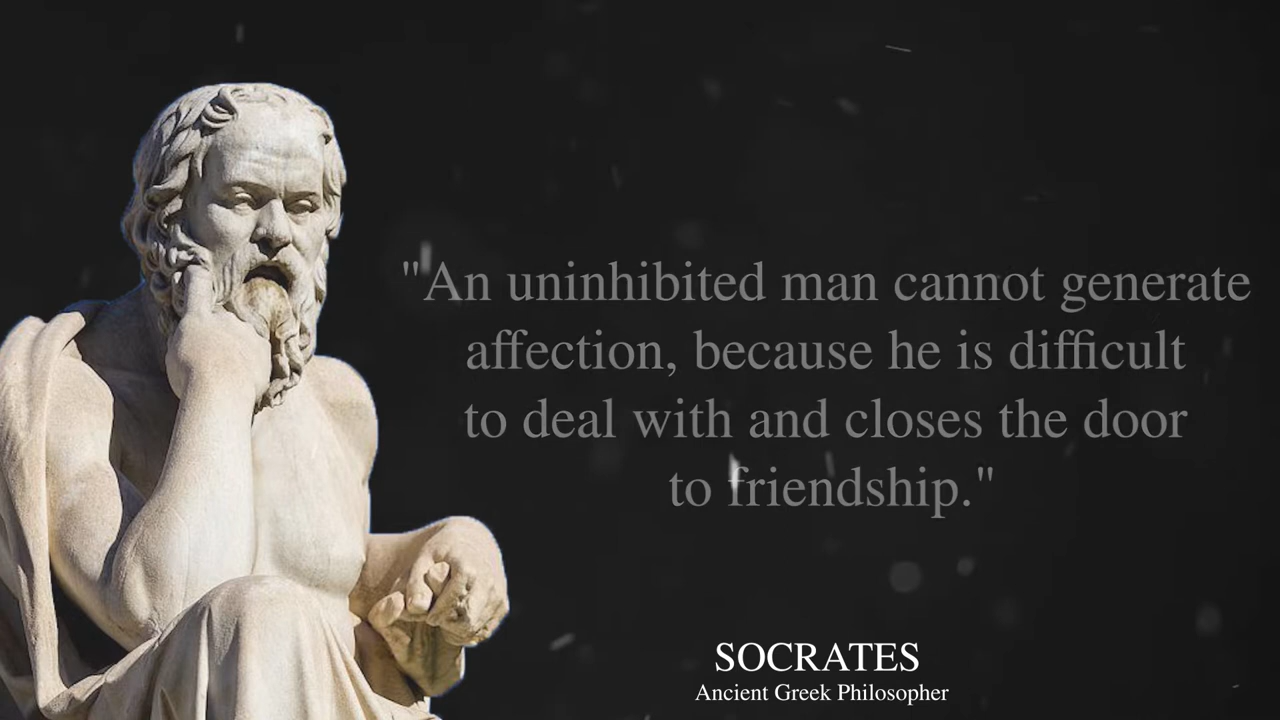 "An uninhibited man cannot generate
affection, because he is difficult
to deal with and closes the door
to friendship."
SOCRATES
Ancient Greek Philosopher